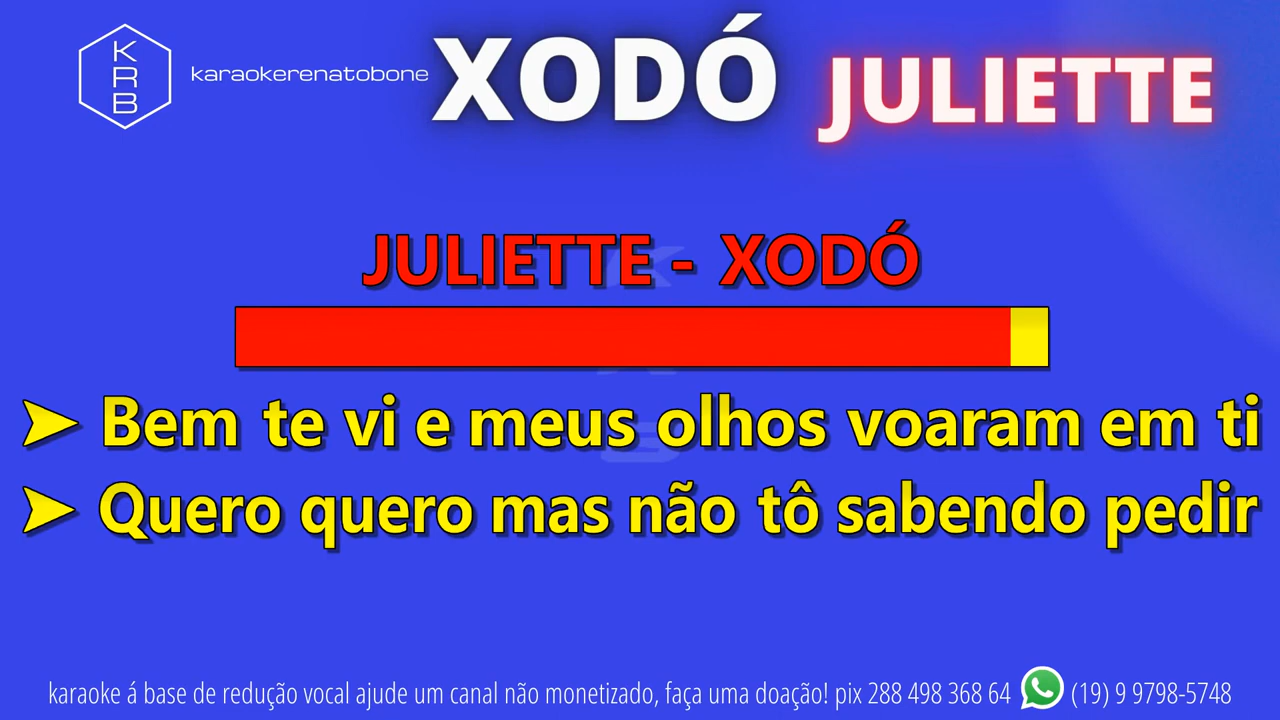 KRB
karaokerenatobone
XODÓ
JULIETTE
JULIETTE - XODÓ
➤ Bem te vi e meus olhos voaram em ti
➤ Quero quero mas não tô sabendo pedir
karaoke á base de redução vocal ajude um canal não monetizado, faça uma doação! pix 288 498 368 64 (19) 9 9798-5748